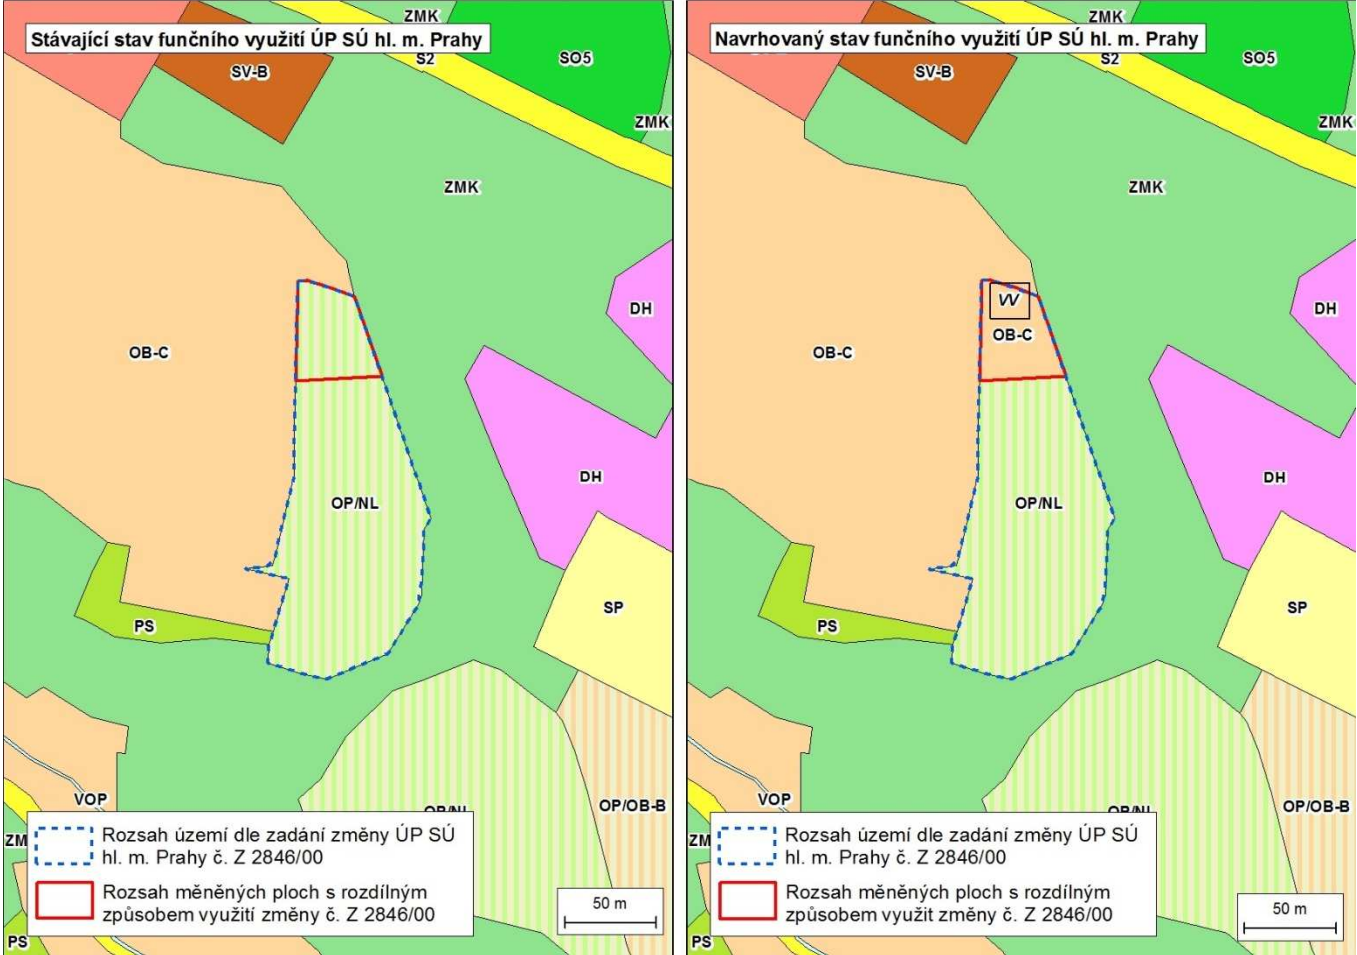 ZMK
Stávající stav funčního využití ÚP SÚ hl. m. Prahy
S2
SV-B
SO5
ZMK
ZMK
DH
OB-C
DH
OP/NL
SP
PS
VOP
OP/NL
OP/OB-B
ZM
Rozsah území dle zadání změny ÚP SÚ
hl. m. Prahy č. Z 2846/00
Rozsah měněných ploch s rozdílným
způsobem využití změny č. Z 2846/00
50 m
PS
ZMK
Navrhovaný stav funčního využití ÚP SÚ hl. m. Prahy
S2
SV-B
SO5
ZMK
ZMK
VV
DH
OB-C
OB-C
DH
OP/NL
SP
PS
VOP
OP/NL
OP/OB-B
ZM
Rozsah území dle zadání změny ÚP SÚ
hl. m. Prahy č. Z 2846/00
Rozsah měněných ploch s rozdílným
způsobem využit změny č. Z 2846/00
50 m
PS